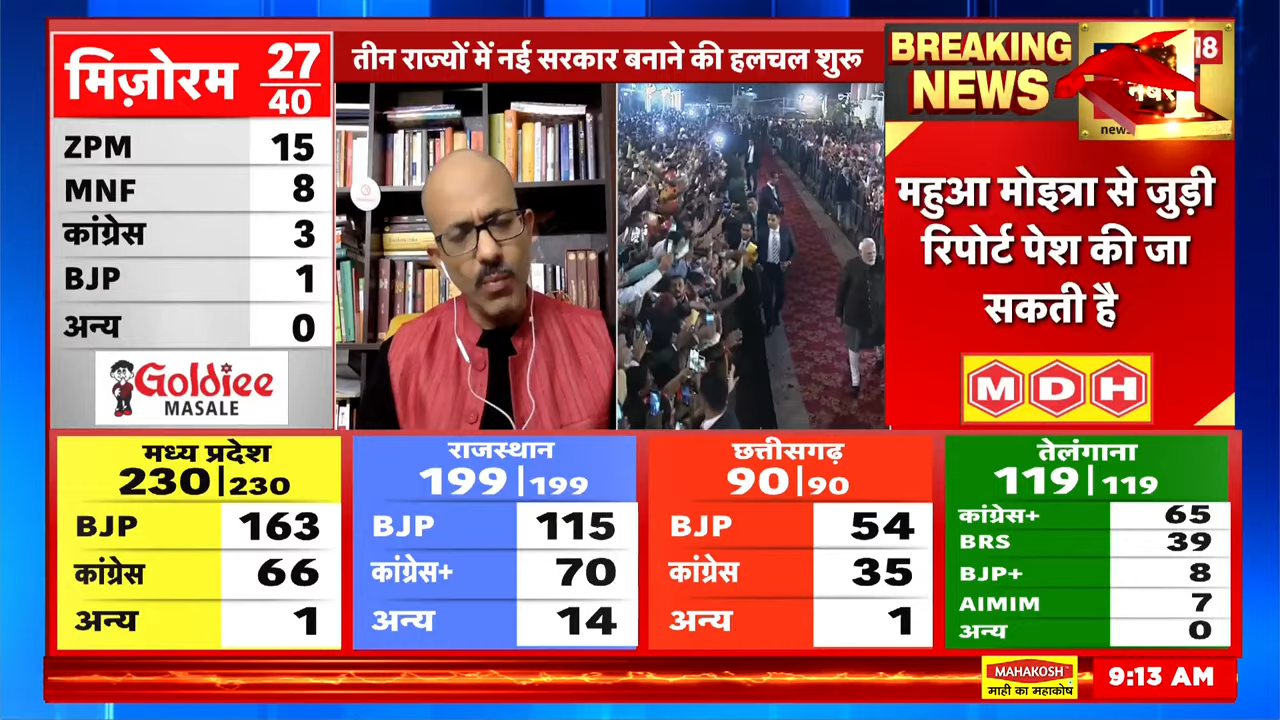 मिज़ोरम 27
40
ZPM 15
MNF 8
कांग्रेस 3
BJP 1
अन्य 0
Goldiee
MASALE
तीन राज्यों में नई सरकार बनाने की हलचल शुरू
BREAKING
NEWS
18
news
महुआ मोइत्रा से जुड़ी
रिपोर्ट पेश की जा
सकती है
MDH
मध्य प्रदेश
230|230
BJP 163
कांग्रेस 66
अन्य 1
राजस्थान
199|199
BJP 115
कांग्रेस+ 70
अन्य 14
छत्तीसगढ़
90|90
BJP 54
कांग्रेस 35
अन्य 1
तेलंगाना
119|119
कांग्रेस+ 65
BRS 39
BJP+ 8
AIMIM 7
अन्य 0
MAHAKOSH
माही का महाकोष
9:13 AM